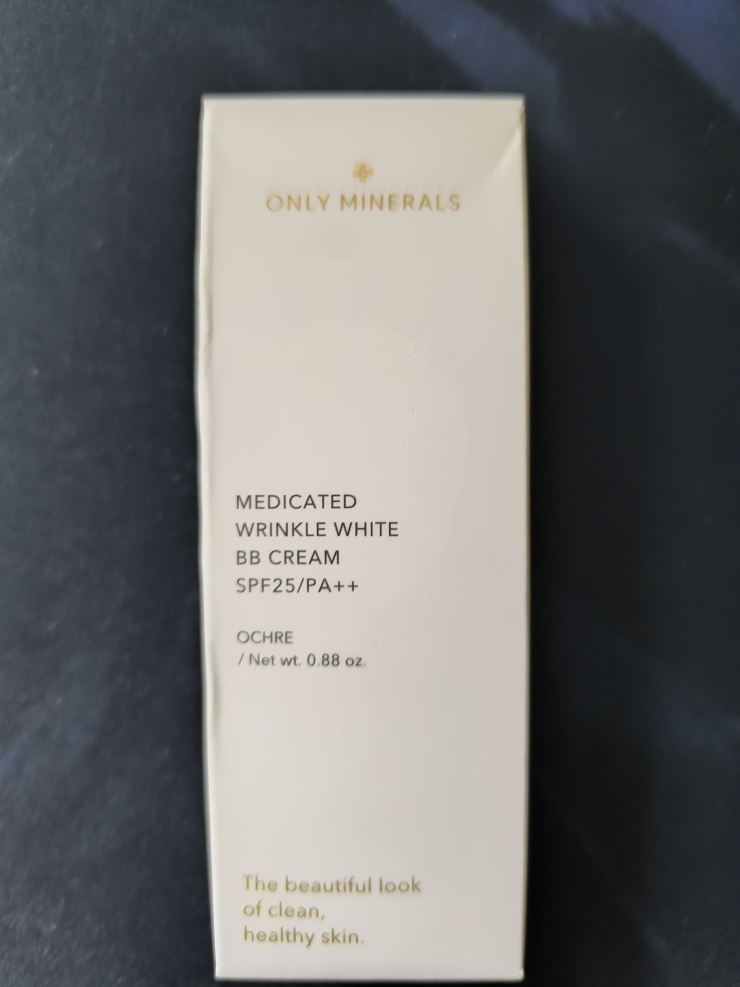 ONLY MINERALS
MEDICATED
WRINKLE WHITE
BB CREAM
SPF25/PA++
OCHRE
/ Net wt. 0.88 oz.
The beautiful look
of clean,
healthy skin.